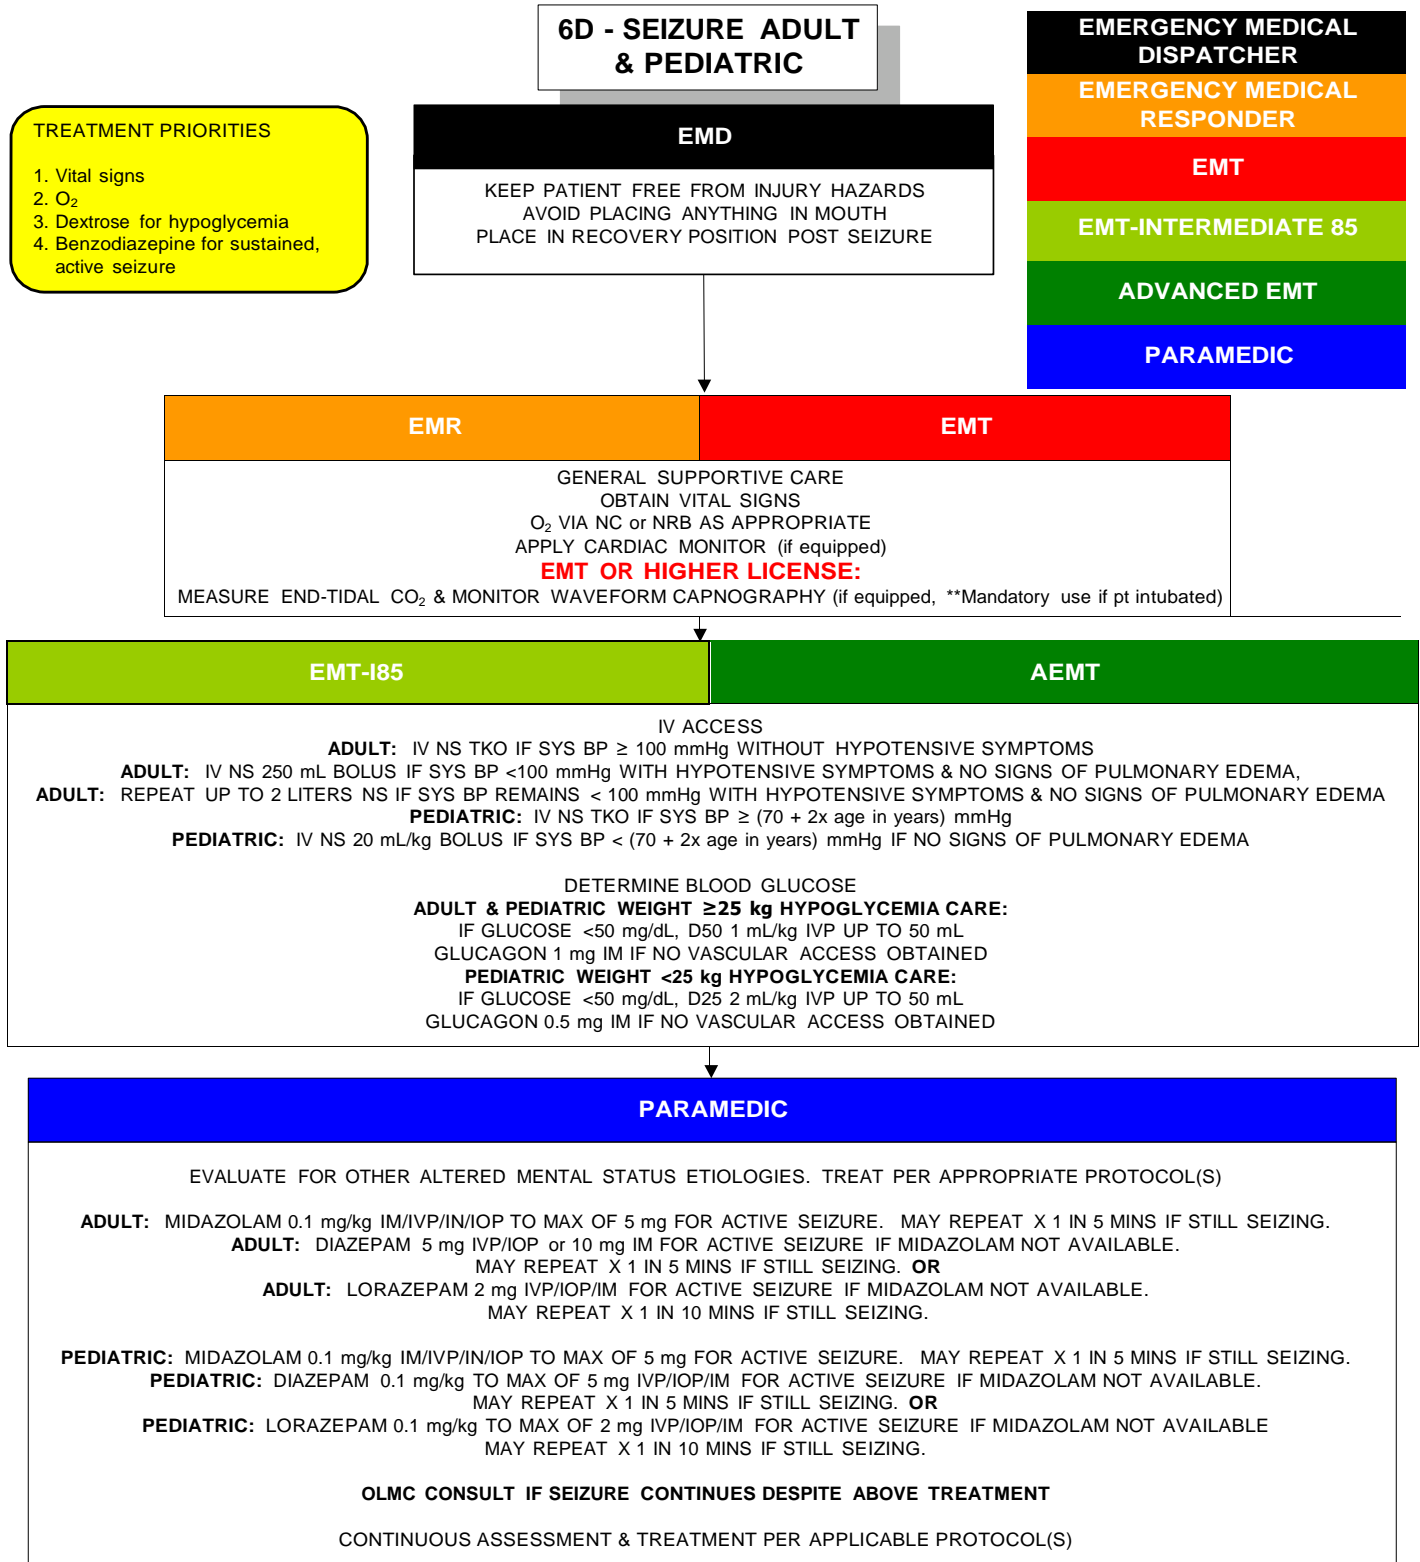 6D - SEIZURE ADULT
& PEDIATRIC
EMERGENCY MEDICAL
DISPATCHER
EMERGENCY MEDICAL
RESPONDER
EMT
EMT-INTERMEDIATE 85
ADVANCED EMT
PARAMEDIC
TREATMENT PRIORITIES
1. Vital signs
2. O₂
3. Dextrose for hypoglycemia
4. Benzodiazepine for sustained,
active seizure
EMD
KEEP PATIENT FREE FROM INJURY HAZARDS
AVOID PLACING ANYTHING IN MOUTH
PLACE IN RECOVERY POSITION POST SEIZURE
EMR
EMT
GENERAL SUPPORTIVE CARE
OBTAIN VITAL SIGNS
O₂ VIA NC or NRB AS APPROPRIATE
APPLY CARDIAC MONITOR (if equipped)
EMT OR HIGHER LICENSE:
MEASURE END-TIDAL CO₂ & MONITOR WAVEFORM CAPNOGRAPHY (if equipped, **Mandatory use if pt intubated)
EMT-I85
AEMT
IV ACCESS
ADULT: IV NS TKO IF SYS BP ≥ 100 mmHg WITHOUT HYPOTENSIVE SYMPTOMS
ADULT: IV NS 250 mL BOLUS IF SYS BP <100 mmHg WITH HYPOTENSIVE SYMPTOMS & NO SIGNS OF PULMONARY EDEMA,
ADULT: REPEAT UP TO 2 LITERS NS IF SYS BP REMAINS < 100 mmHg WITH HYPOTENSIVE SYMPTOMS & NO SIGNS OF PULMONARY EDEMA
PEDIATRIC: IV NS TKO IF SYS BP ≥ (70 + 2x age in years) mmHg
PEDIATRIC: IV NS 20 mL/kg BOLUS IF SYS BP < (70 + 2x age in years) mmHg IF NO SIGNS OF PULMONARY EDEMA
DETERMINE BLOOD GLUCOSE
ADULT & PEDIATRIC WEIGHT ≥25 kg HYPOGLYCEMIA CARE:
IF GLUCOSE <50 mg/dL, D50 1 mL/kg IVP UP TO 50 mL
GLUCAGON 1 mg IM IF NO VASCULAR ACCESS OBTAINED
PEDIATRIC WEIGHT <25 kg HYPOGLYCEMIA CARE:
IF GLUCOSE <50 mg/dL, D25 2 mL/kg IVP UP TO 50 mL
GLUCAGON 0.5 mg IM IF NO VASCULAR ACCESS OBTAINED
PARAMEDIC
EVALUATE FOR OTHER ALTERED MENTAL STATUS ETIOLOGIES. TREAT PER APPROPRIATE PROTOCOL(S)
ADULT: MIDAZOLAM 0.1 mg/kg IM/IVP/IN/IOP TO MAX OF 5 mg FOR ACTIVE SEIZURE. MAY REPEAT X 1 IN 5 MINS IF STILL SEIZING.
ADULT: DIAZEPAM 5 mg IVP/IOP or 10 mg IM FOR ACTIVE SEIZURE IF MIDAZOLAM NOT AVAILABLE.
MAY REPEAT X 1 IN 5 MINS IF STILL SEIZING. OR
ADULT: LORAZEPAM 2 mg IVP/IOP/IM FOR ACTIVE SEIZURE IF MIDAZOLAM NOT AVAILABLE.
MAY REPEAT X 1 IN 10 MINS IF STILL SEIZING.
PEDIATRIC: MIDAZOLAM 0.1 mg/kg IM/IVP/IN/IOP TO MAX OF 5 mg FOR ACTIVE SEIZURE. MAY REPEAT X 1 IN 5 MINS IF STILL SEIZING.
PEDIATRIC: DIAZEPAM 0.1 mg/kg TO MAX OF 5 mg IVP/IOP/IM FOR ACTIVE SEIZURE IF MIDAZOLAM NOT AVAILABLE.
MAY REPEAT X 1 IN 5 MINS IF STILL SEIZING. OR
PEDIATRIC: LORAZEPAM 0.1 mg/kg TO MAX OF 2 mg IVP/IOP/IM FOR ACTIVE SEIZURE IF MIDAZOLAM NOT AVAILABLE
MAY REPEAT X 1 IN 10 MINS IF STILL SEIZING.
OLMC CONSULT IF SEIZURE CONTINUES DESPITE ABOVE TREATMENT
CONTINUOUS ASSESSMENT & TREATMENT PER APPLICABLE PROTOCOL(S)